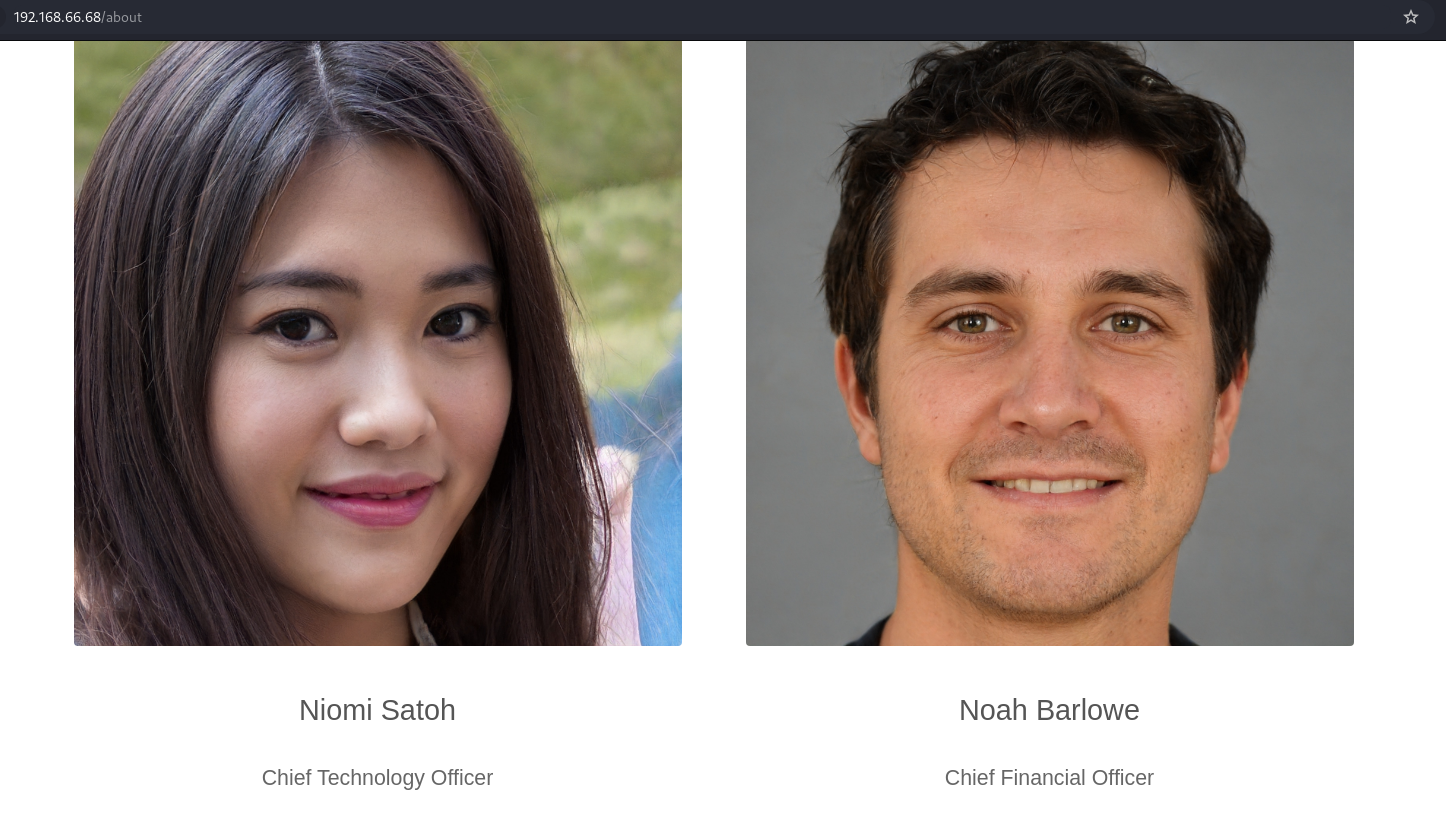 192.168.66.68/about
Niomi Satoh
Noah Barlowe
Chief Technology Officer
Chief Financial Officer